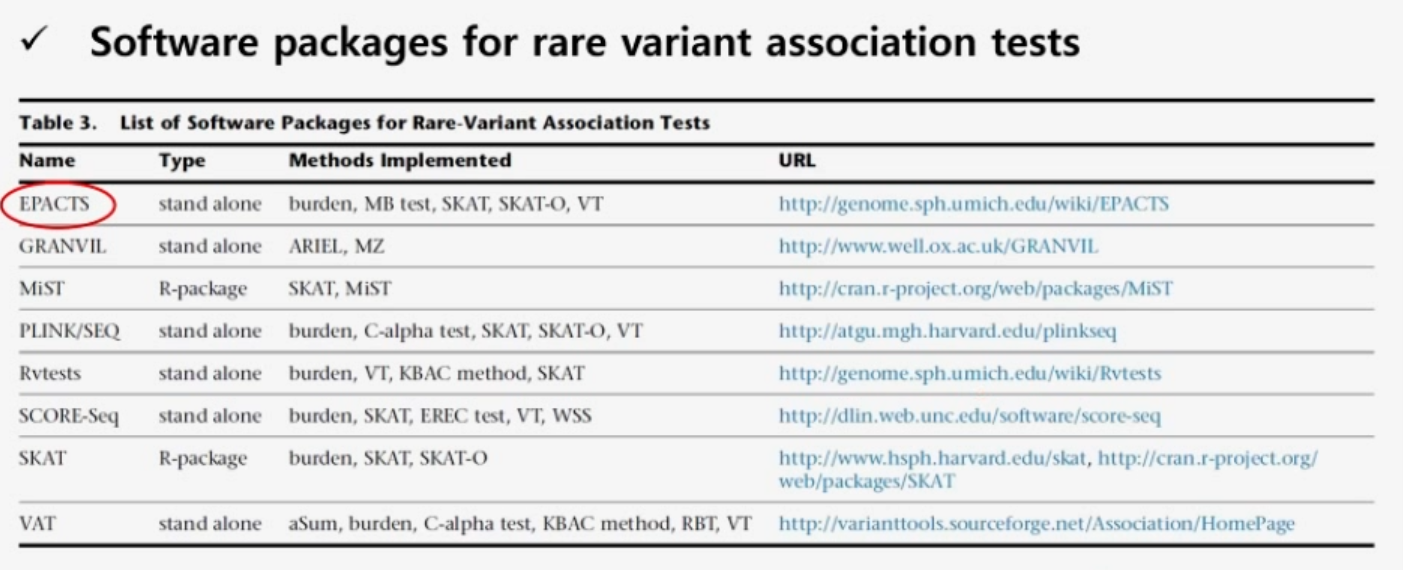 ✓ Software packages for rare variant association tests
Table 3. List of Software Packages for Rare-Variant Association Tests
Name Type Methods Implemented URL
EPACTS stand alone burden, MB test, SKAT, SKAT-O, VT http://genome.sph.umich.edu/wiki/EPACTS
GRANVIL stand alone ARIEL, MZ http://www.well.ox.ac.uk/GRANVIL
MiST R-package SKAT, MiST http://cran.r-project.org/web/packages/MiST
PLINK/SEQ stand alone burden, C-alpha test, SKAT, SKAT-O, VT http://atgu.mgh.harvard.edu/plinkseq
Rvtests stand alone burden, VT, KBAC method, SKAT http://genome.sph.umich.edu/wiki/Rvtests
SCORE-Seq stand alone burden, SKAT, EREC test, VT, WSS http://dlin.web.unc.edu/software/score-seq
SKAT R-package burden, SKAT, SKAT-O http://www.hsph.harvard.edu/skat, http://cran.r-project.org/
web/packages/SKAT
VAT stand alone aSum, burden, C-alpha test, KBAC method, RBT, VT http://varianttools.sourceforge.net/Association/HomePage